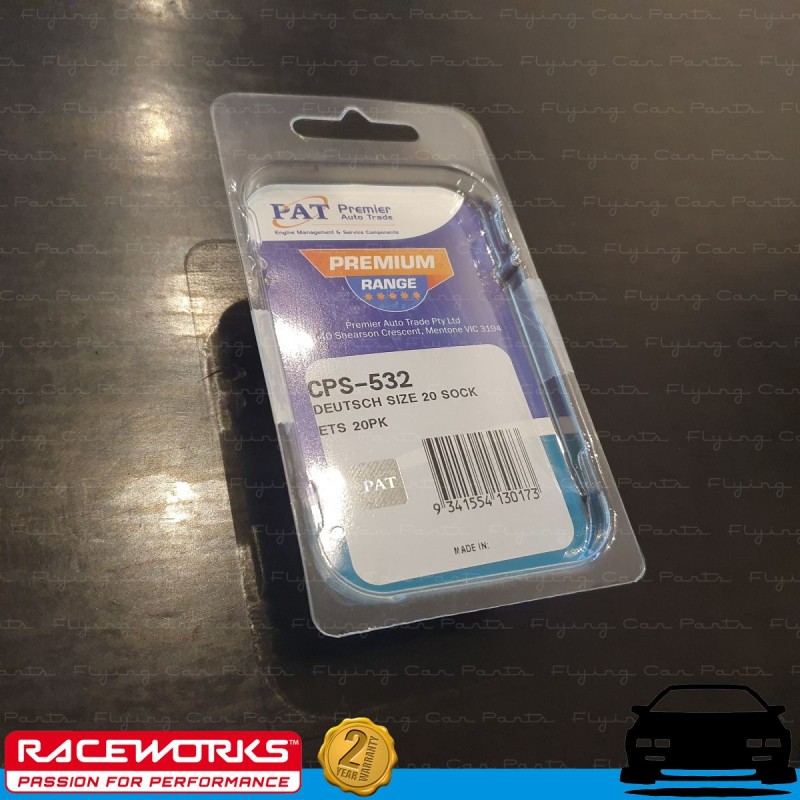 Flying Car Parts
PAT Premier
Auto Trade
Engine Management & Service Components
PREMIUM
RANGE
Premier Auto Trade Pty Ltd
Shearson Crescent, Mentone VIC 3194
CPS-532
DEUTSCH SIZE 20 SOCK
ETS 20PK
PAT
9 341554 130173
MADE IN:
RACEWORKS™
PASSION FOR PERFORMANCE
2
YEAR
WARRANTY